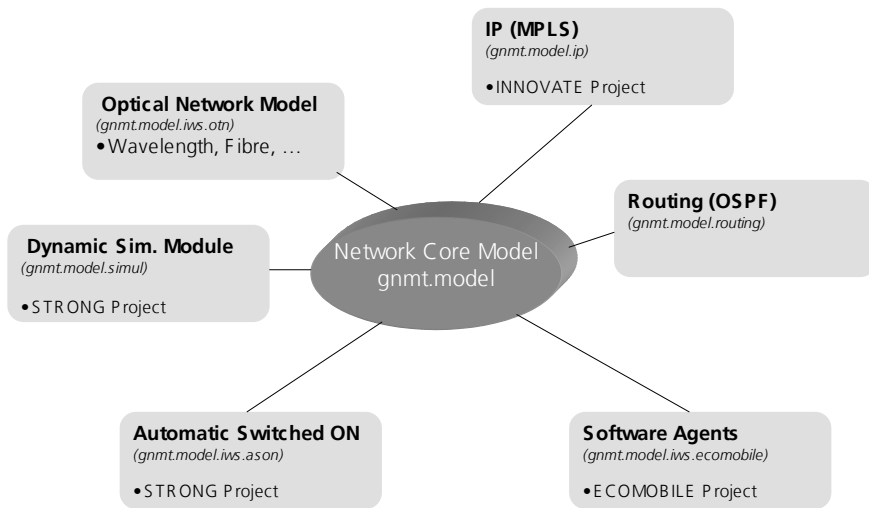 IP (MPLS)
(gnmt.model.ip)
•INNOVATE Project
Optical Network Model
(gnmt.model.iws.otn)
•Wavelength, Fibre, …
Routing (OSPF)
(gnmt.model.routing)
Dynamic Sim. Module
(gnmt.model.simul)
•STRONG Project
Network Core Model
gnmt.model
Automatic Switched ON
(gnmt.model.iws.ason)
•STRONG Project
Software Agents
(gnmt.model.iws.ecomobile)
•ECOMOBILE Project